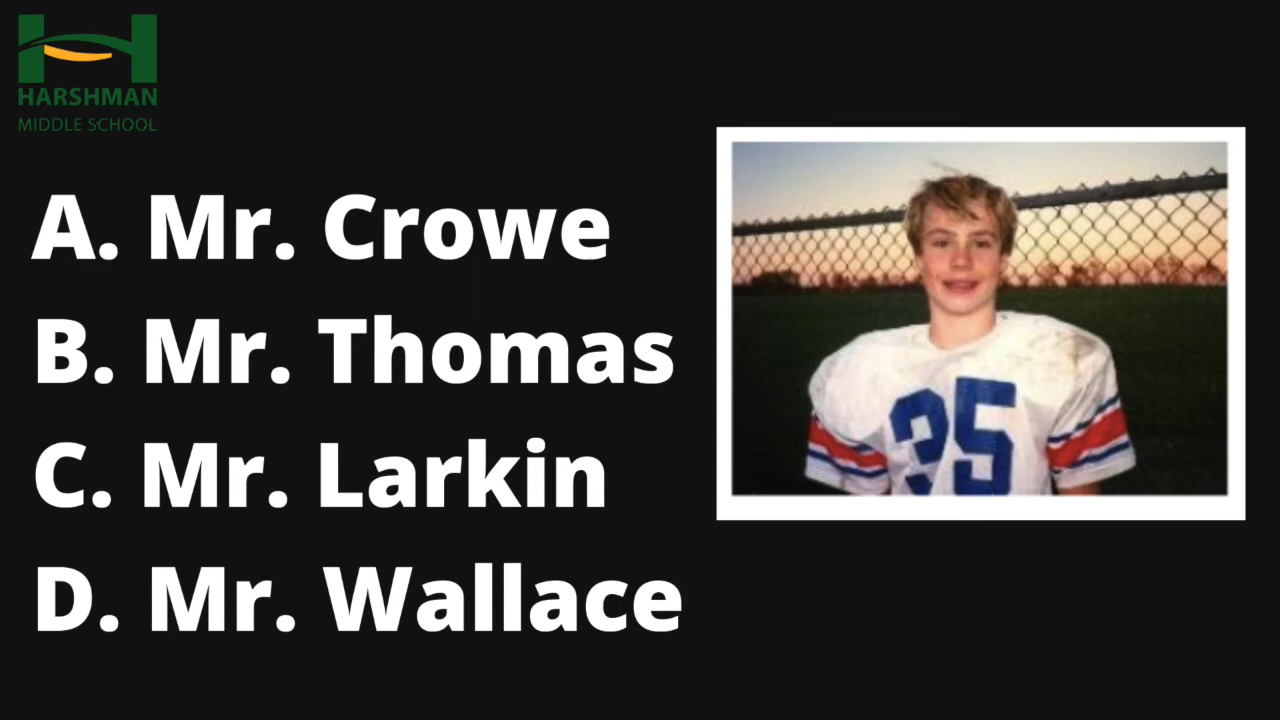 HARSHMAN
MIDDLE SCHOOL
A. Mr. Crowe
B. Mr. Thomas
C. Mr. Larkin
D. Mr. Wallace
35